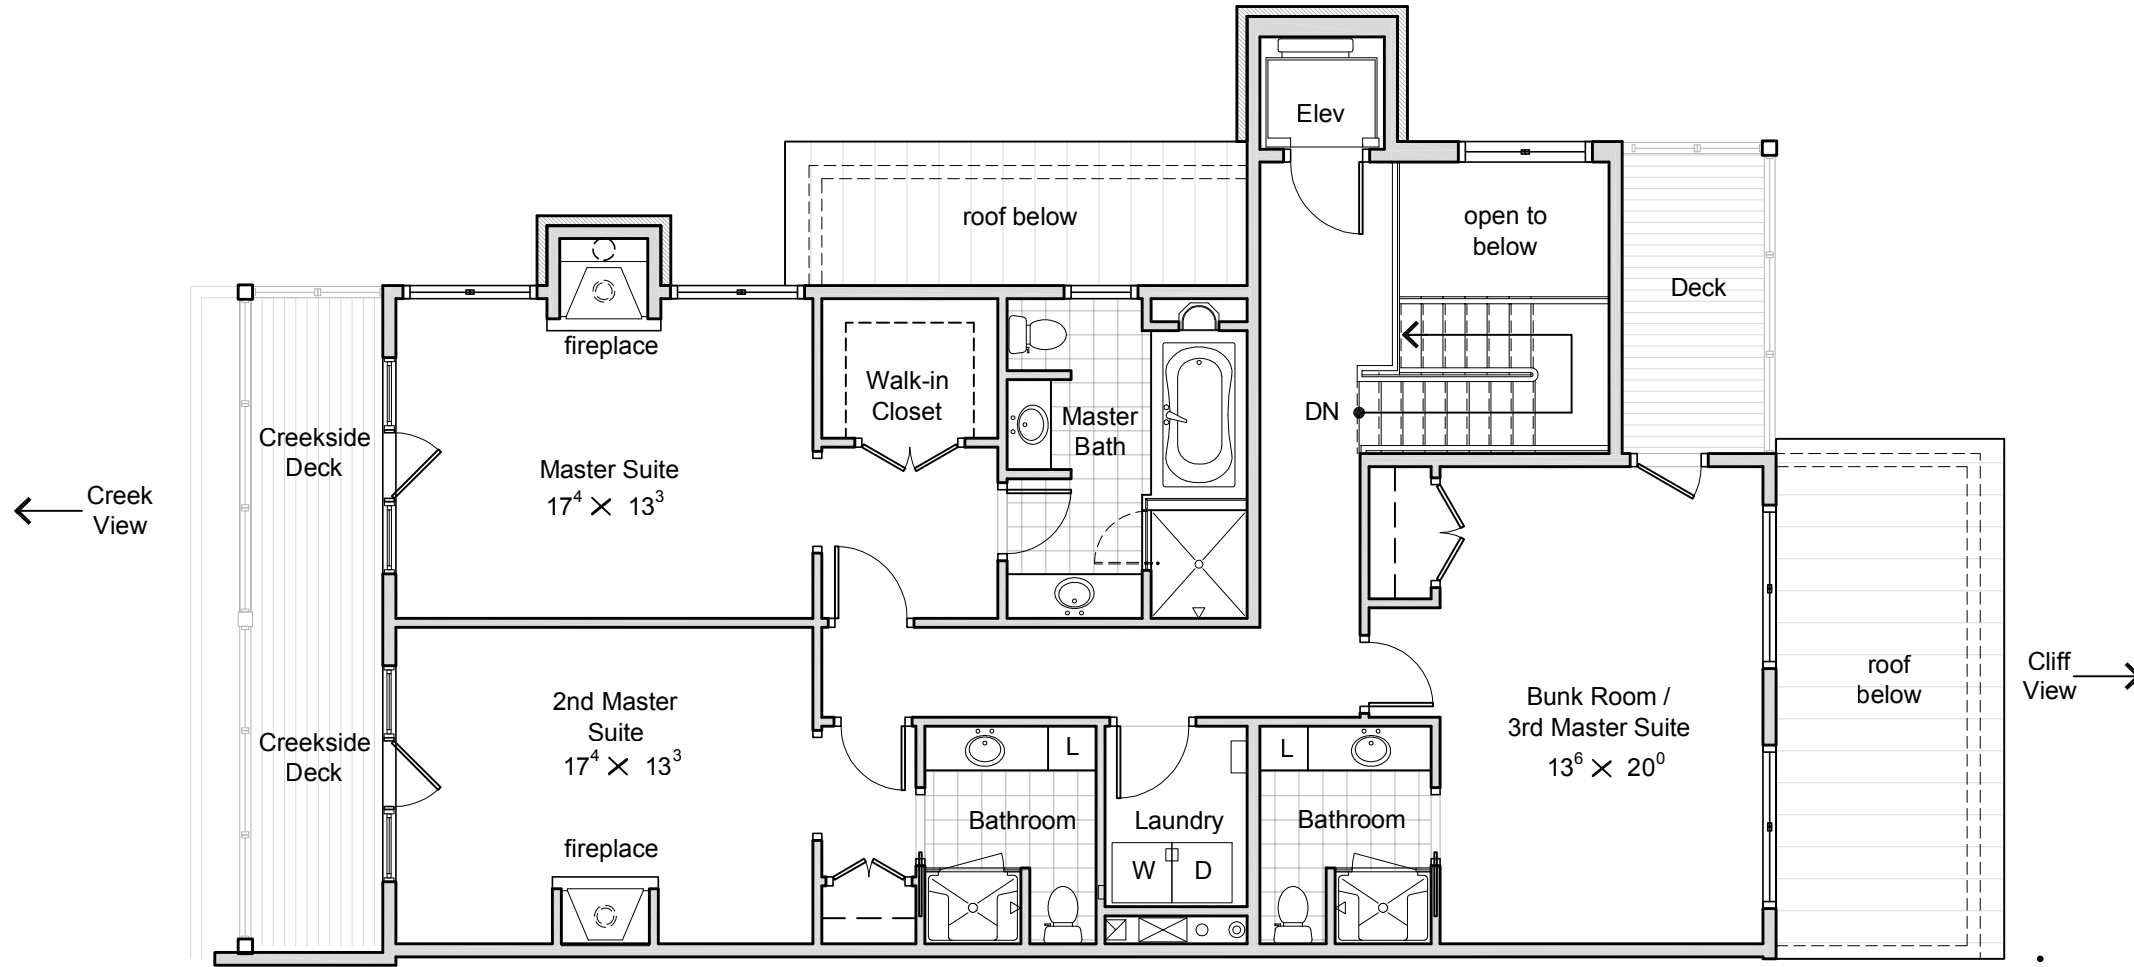 Elev
roof below
open to
below
Deck
fireplace
Walk-in
Closet
Master
Bath
DN
Creekside
Deck
Master Suite
17⁴ X 13³
Creek
View
2nd Master
Suite
17⁴ X 13³
Creekside
Deck
fireplace
L
L
Bathroom
Laundry
W D
Bathroom
Bunk Room /
3rd Master Suite
13⁶ X 20⁰
roof
below
Cliff
View